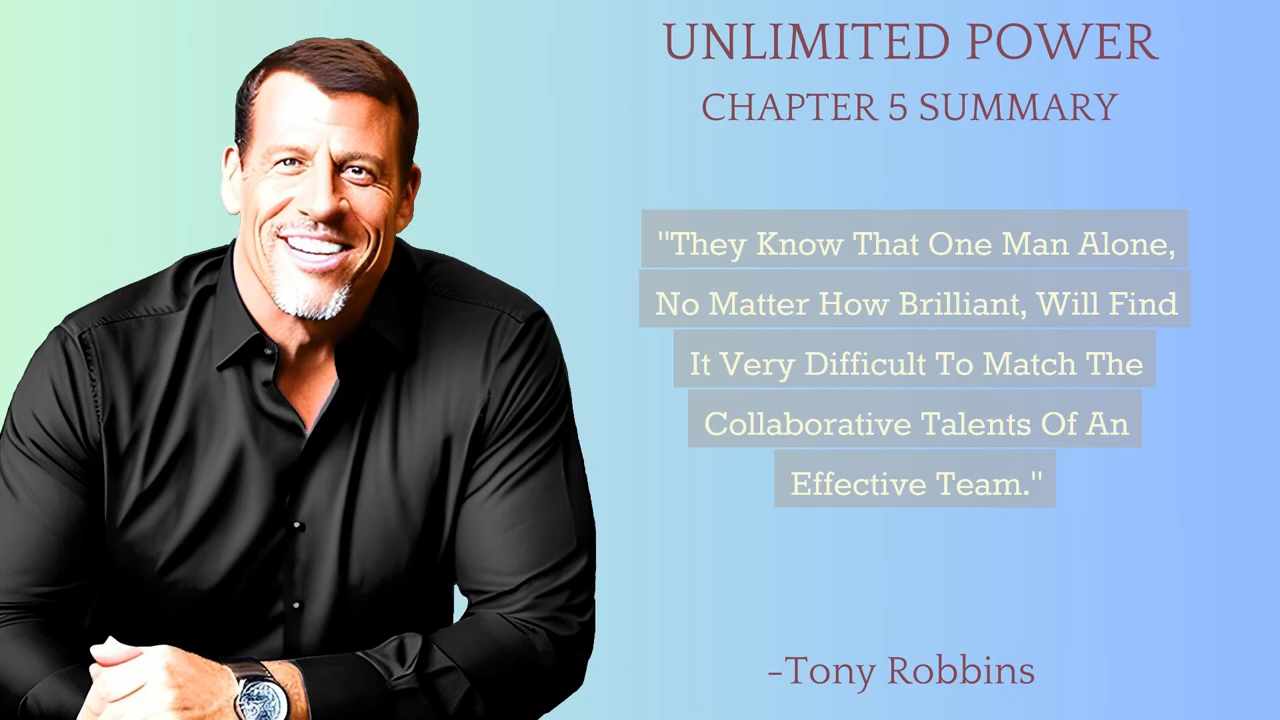 UNLIMITED POWER
CHAPTER 5 SUMMARY
"They Know That One Man Alone,
No Matter How Brilliant, Will Find
It Very Difficult To Match The
Collaborative Talents Of An
Effective Team."
-Tony Robbins